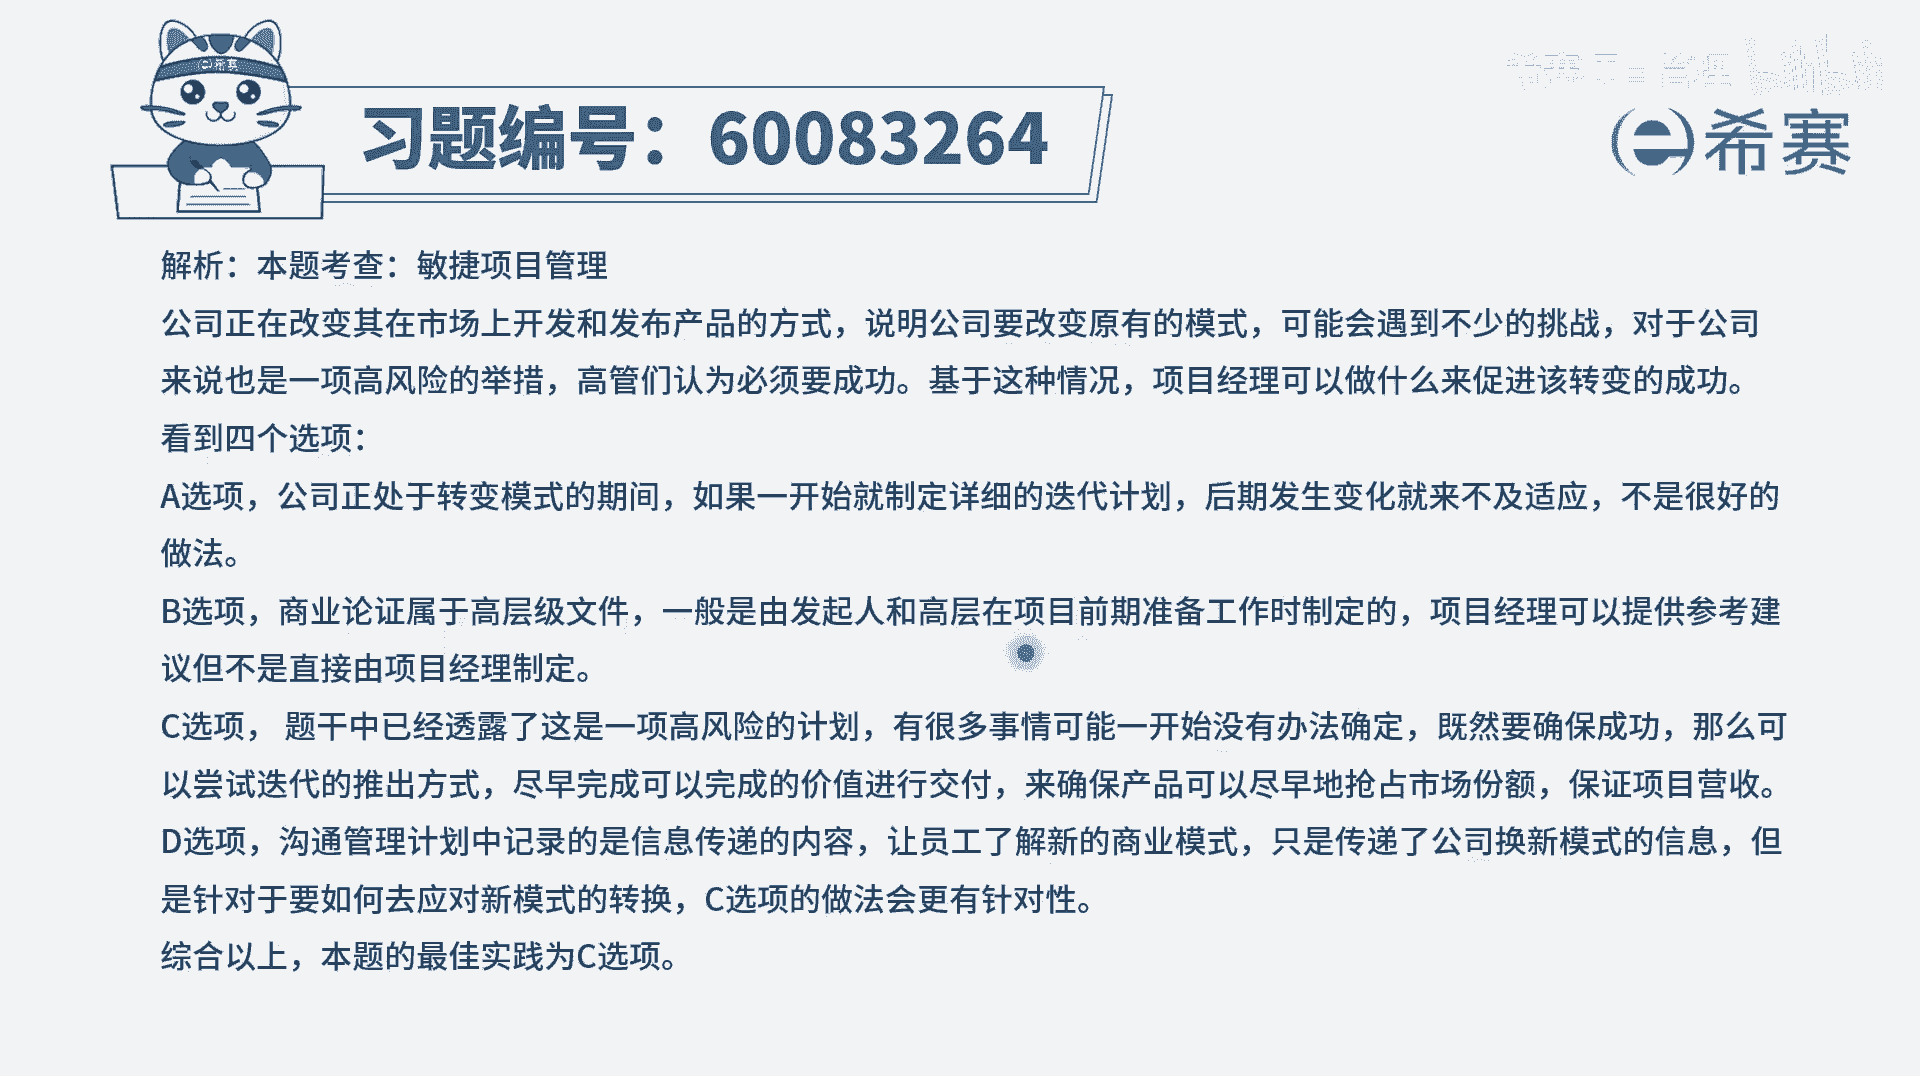 希赛
习题编号：60083264
希赛
解析：本题考查：敏捷项目管理
公司正在改变其在市场上开发和发布产品的方式，说明公司要改变原有的模式，可能会遇到不少的挑战，对于公司
来说也是一项高风险的举措，高管们认为必须要成功。基于这种情况，项目经理可以做什么来促进该转变的成功。
看到四个选项：
A选项，公司正处于转变模式的期间，如果一开始就制定详细的迭代计划，后期发生变化就来不及适应，不是很好的
做法。
B选项，商业论证属于高层级文件，一般是由发起人和高层在项目前期准备工作时制定的，项目经理可以提供参考建
议但不是直接由项目经理制定。
C选项， 题干中已经透露了这是一项高风险的计划，有很多事情可能一开始没有办法确定，既然要确保成功，那么可
以尝试迭代的推出方式，尽早完成可以完成的价值进行交付，来确保产品可以尽早地抢占市场份额，保证项目营收。
D选项，沟通管理计划中记录的是信息传递的内容，让员工了解新的商业模式，只是传递了公司换新模式的信息，但
是针对于要如何去应对新模式的转换，C选项的做法会更有针对性。
综合以上，本题的最佳实践为C选项。